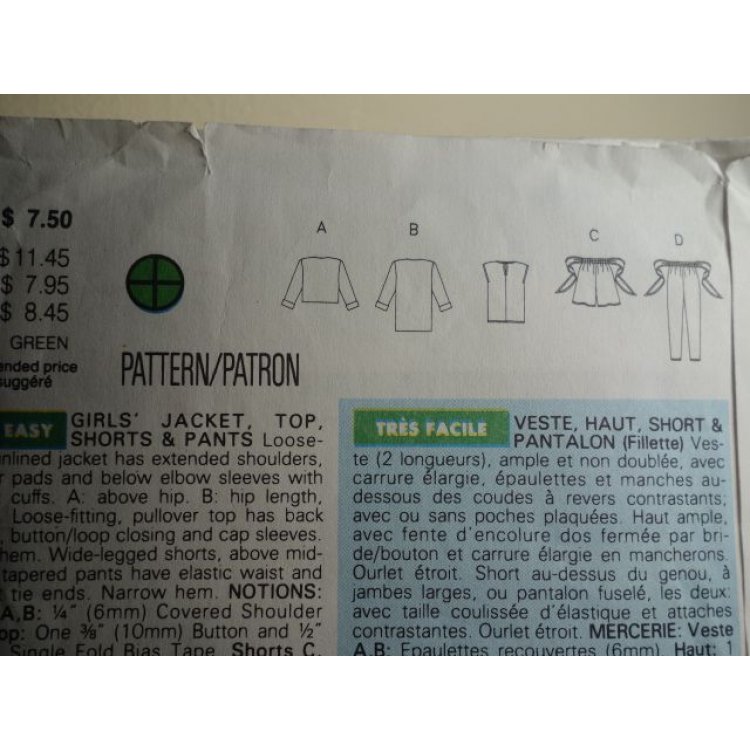 $ 7.50
$ 11.45
$ 7.95
$ 8.45
GREEN
ended price
suggéré
A
B
C
D
PATTERN/PATRON
EASY GIRLS' JACKET, TOP,
SHORTS & PANTS Loose-
unlined jacket has extended shoulders,
r pads and below elbow sleeves with
cuffs. A: above hip. B: hip length,
Loose-fitting, pullover top has back
, button/loop closing and cap sleeves.
hem. Wide-legged shorts, above mid-
tapered pants have elastic waist and
t tie ends. Narrow hem. NOTIONS:
A,B: ¼" (6mm) Covered Shoulder
op: One ⅜" (10mm) Button and ½"
Single Fold Bias Tape. Shorts C,
TRÈS FACILE VESTE, HAUT, SHORT &
PANTALON (Fillette) Ves-
te (2 longueurs), ample et non doublée, avec
carrure élargie, épaulettes et manches au-
dessous des coudes à revers contrastants;
avec ou sans poches plaquées. Haut ample,
avec fente d'encolure dos fermée par bri-
de/bouton et carrure élargie en mancherons.
Ourlet étroit. Short au-dessus du genou, à
jambes larges, ou pantalon fuselé, les deux:
avec taille coulissée d'élastique et attaches
contrastantes. Ourlet étroit. MERCERIE: Veste
A,B: Epaulettes recouvertes (6mm). Haut: 1